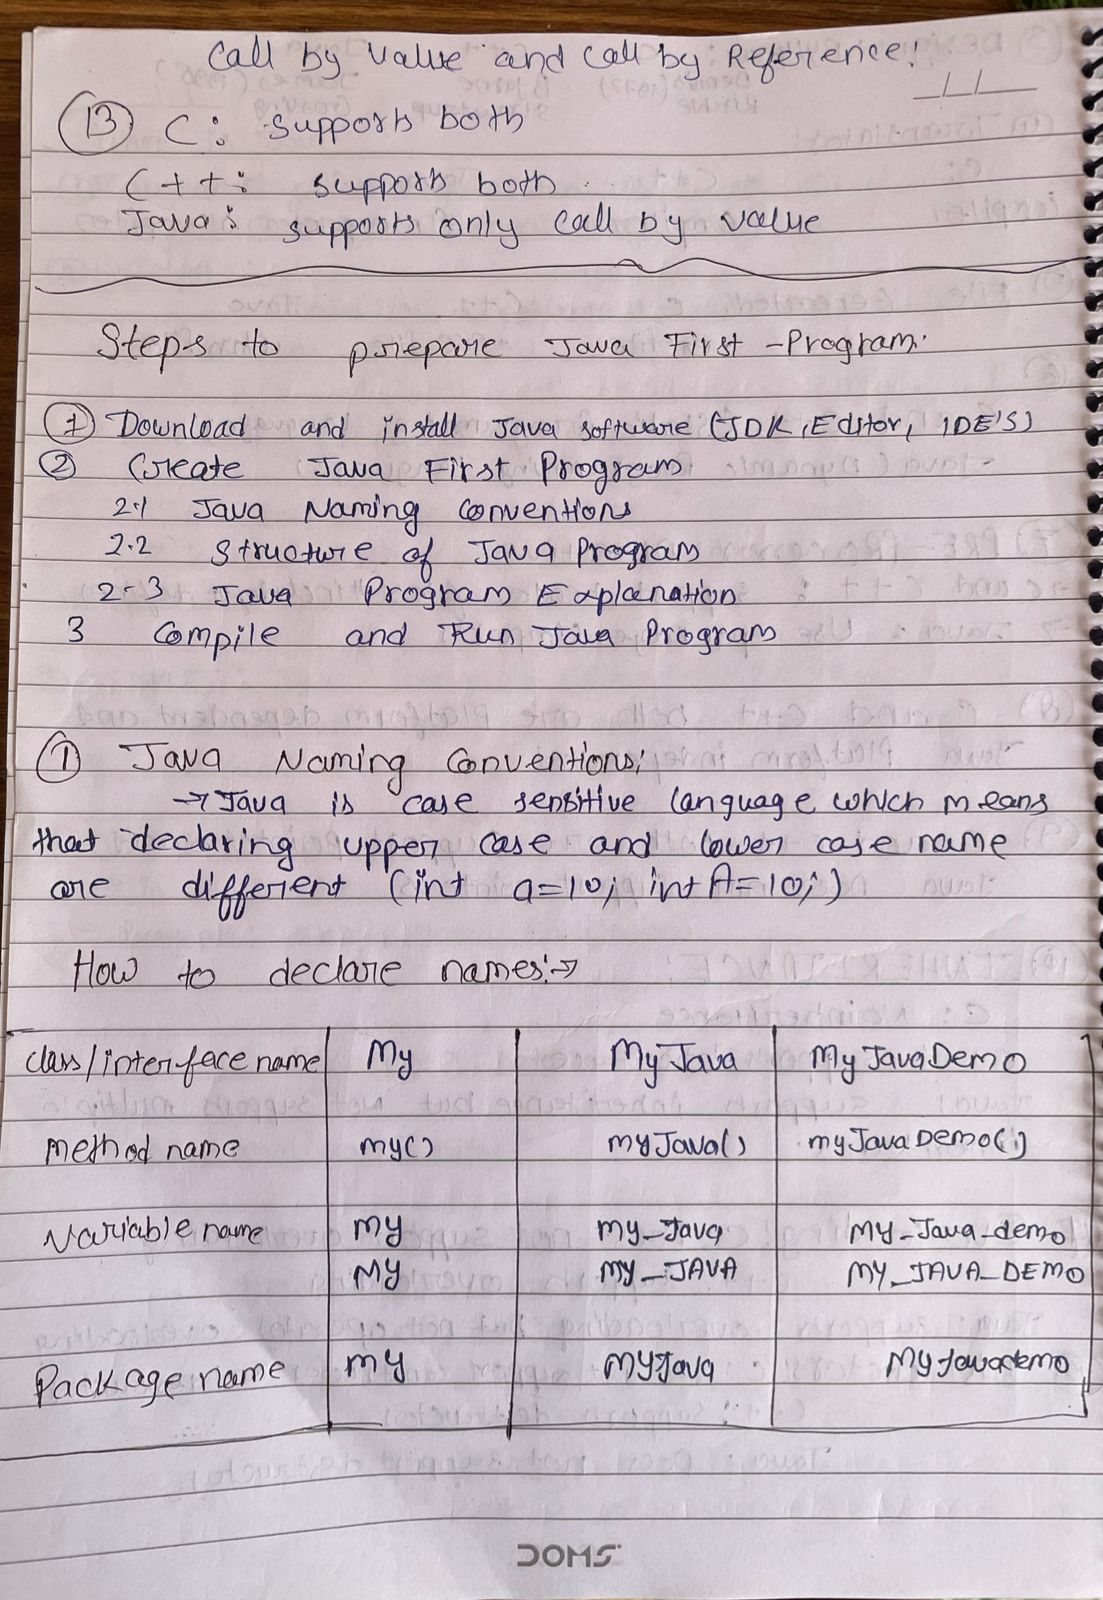 Call by Value and Call by Reference:
13 C: supports both
C++: supports both
Java: supports only call by value
Steps to prepare Java First-Program:
1 Download and install Java software (JDK, Editor, IDE'S)
2 Create Java First Program
2.1 Java Naming Conventions
2.2 Structure of Java Program
2.3 Java Program Explanation
3 Compile and Run Java Program
1 Java Naming Conventions:
→ Java is case sensitive language which means
that declaring upper case and lower case name
are different (int a=10; int A=10;)
How to declare names:→
class/interface name My MyJava MyJavaDemo
method name my() myJava() myJavaDemo()
Variable name my my_Java my_Java_demo
MY MY_JAVA MY_JAVA_DEMO
Package name my myJava myJavademo
DOMS